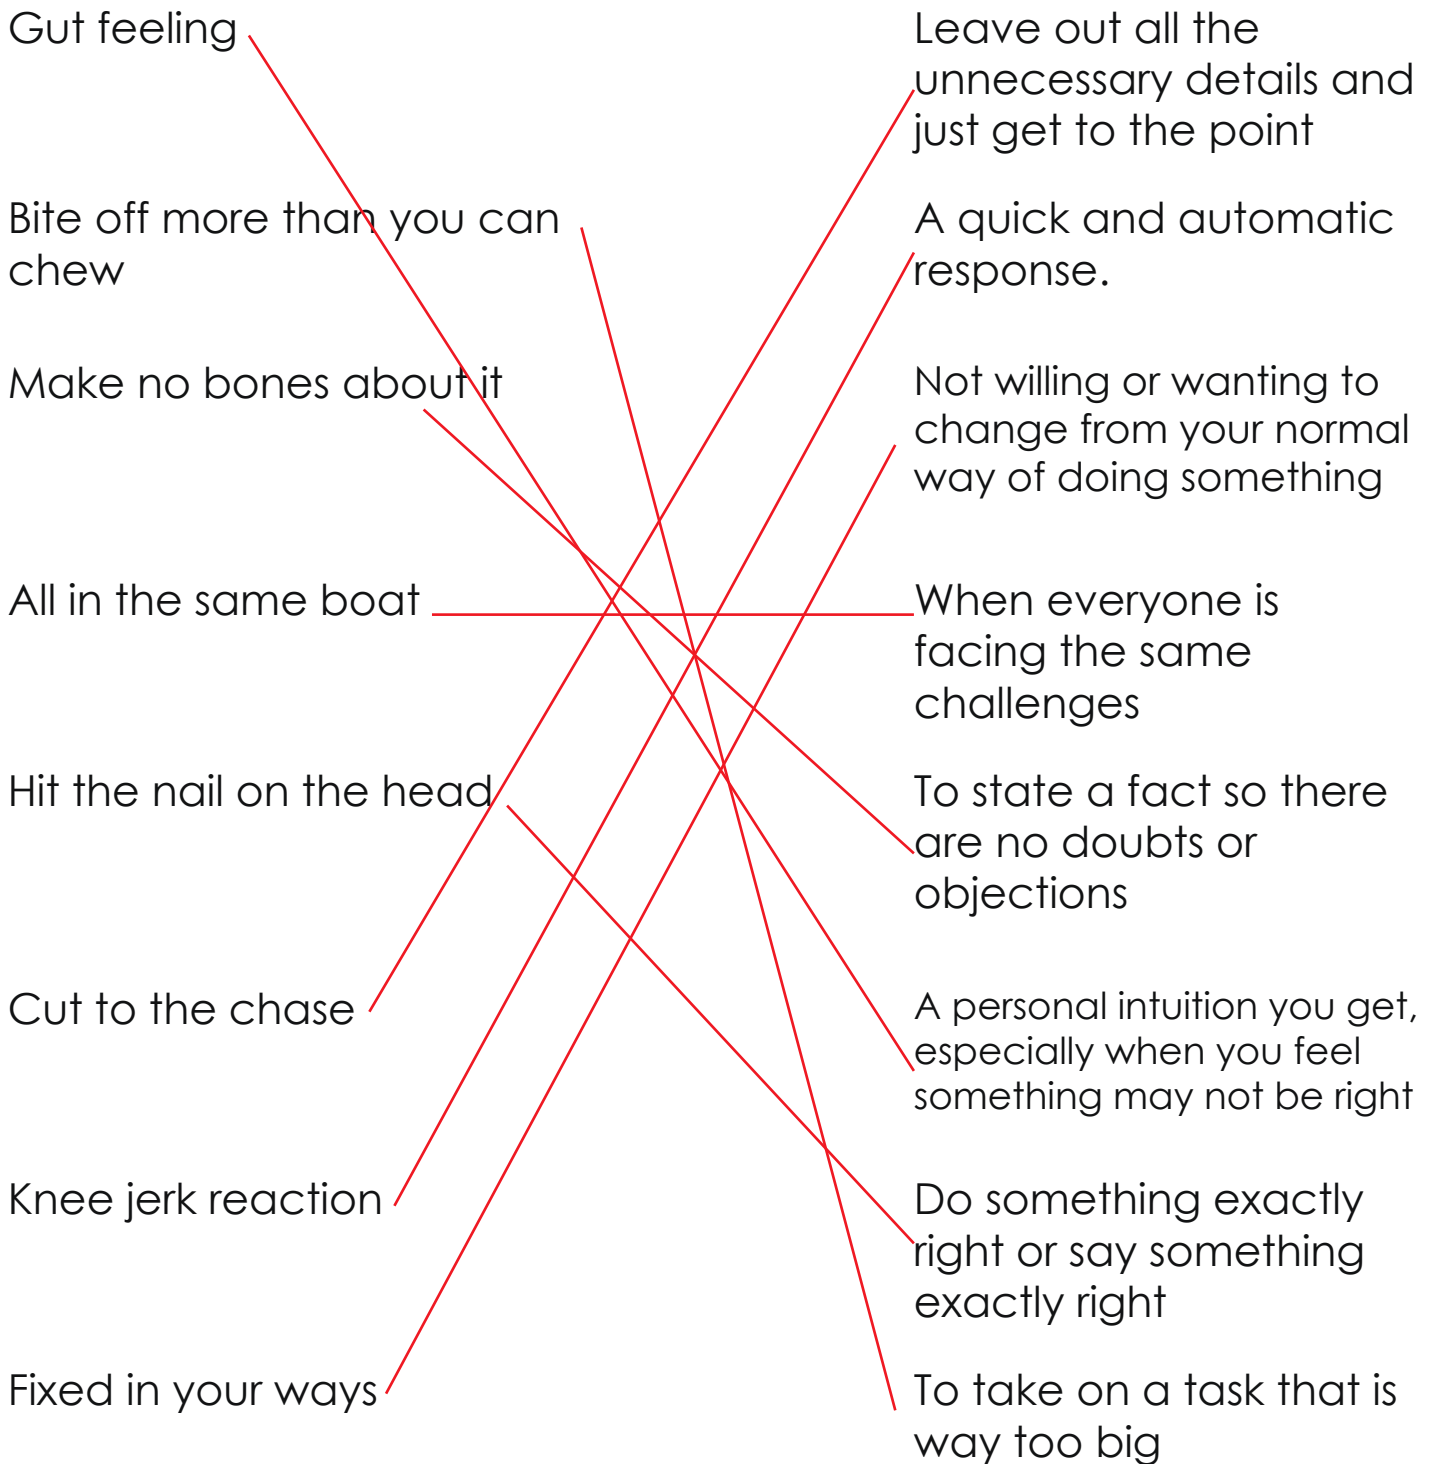 Gut feeling
Leave out all the
unnecessary details and
just get to the point
Bite off more than you can
chew
A quick and automatic
response.
Make no bones about it
Not willing or wanting to
change from your normal
way of doing something
All in the same boat
When everyone is
facing the same
challenges
Hit the nail on the head
To state a fact so there
are no doubts or
objections
Cut to the chase
A personal intuition you get,
especially when you feel
something may not be right
Knee jerk reaction
Do something exactly
right or say something
exactly right
Fixed in your ways
To take on a task that is
way too big